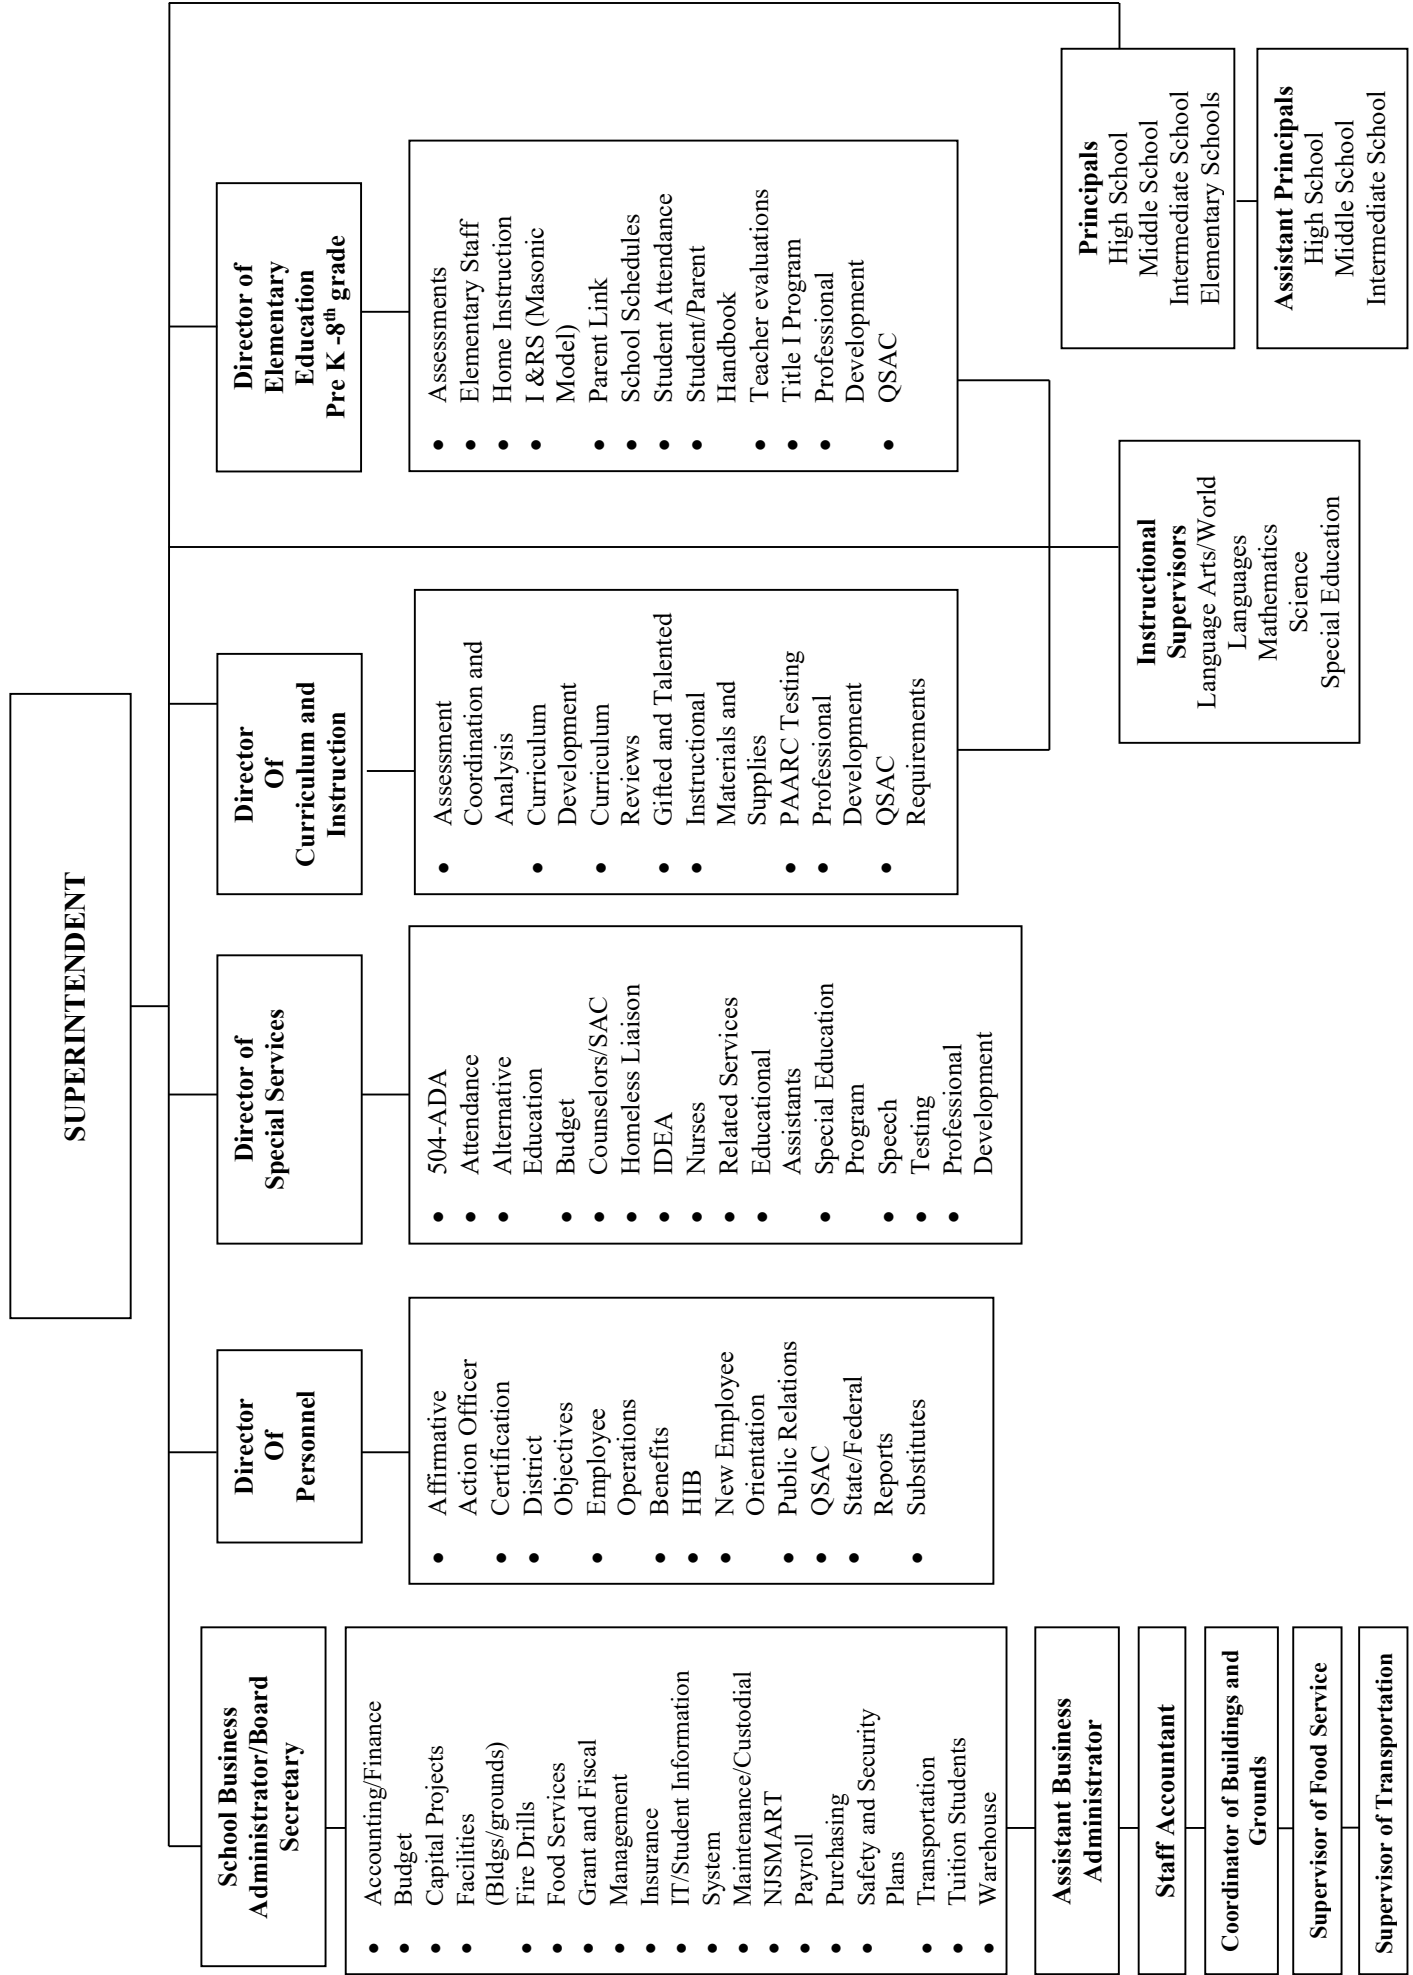 SUPERINTENDENT
School Business
Administrator/Board
Secretary
• Accounting/Finance
• Budget
• Capital Projects
• Facilities
(Bldgs/grounds)
• Fire Drills
• Food Services
• Grant and Fiscal
• Management
• Insurance
• IT/Student Information
• System
• Maintenance/Custodial
• NJSMART
• Payroll
• Purchasing
• Safety and Security
Plans
• Transportation
• Tuition Students
• Warehouse
Assistant Business
Administrator
Staff Accountant
Coordinator of Buildings and
Grounds
Supervisor of Food Service
Supervisor of Transportation
Director
Of
Personnel
• Affirmative
Action Officer
• Certification
• District
Objectives
• Employee
Operations
• Benefits
• HIB
• New Employee
Orientation
• Public Relations
• QSAC
• State/Federal
Reports
• Substitutes
Director of
Special Services
• 504-ADA
• Attendance
• Alternative
Education
• Budget
• Counselors/SAC
• Homeless Liaison
• IDEA
• Nurses
• Related Services
• Educational
Assistants
• Special Education
Program
• Speech
• Testing
• Professional
Development
Director
Of
Curriculum and
Instruction
• Assessment
Coordination and
Analysis
• Curriculum
Development
• Curriculum
Reviews
• Gifted and Talented
• Instructional
Materials and
Supplies
• PAARC Testing
• Professional
Development
• QSAC
Requirements
Director of
Elementary
Education
Pre K -8th grade
• Assessments
• Elementary Staff
• Home Instruction
• I &RS (Masonic
Model)
• Parent Link
• School Schedules
• Student Attendance
• Student/Parent
Handbook
• Teacher evaluations
• Title I Program
• Professional
Development
• QSAC
Instructional
Supervisors
Language Arts/World
Languages
Mathematics
Science
Special Education
Principals
High School
Middle School
Intermediate School
Elementary Schools
Assistant Principals
High School
Middle School
Intermediate School